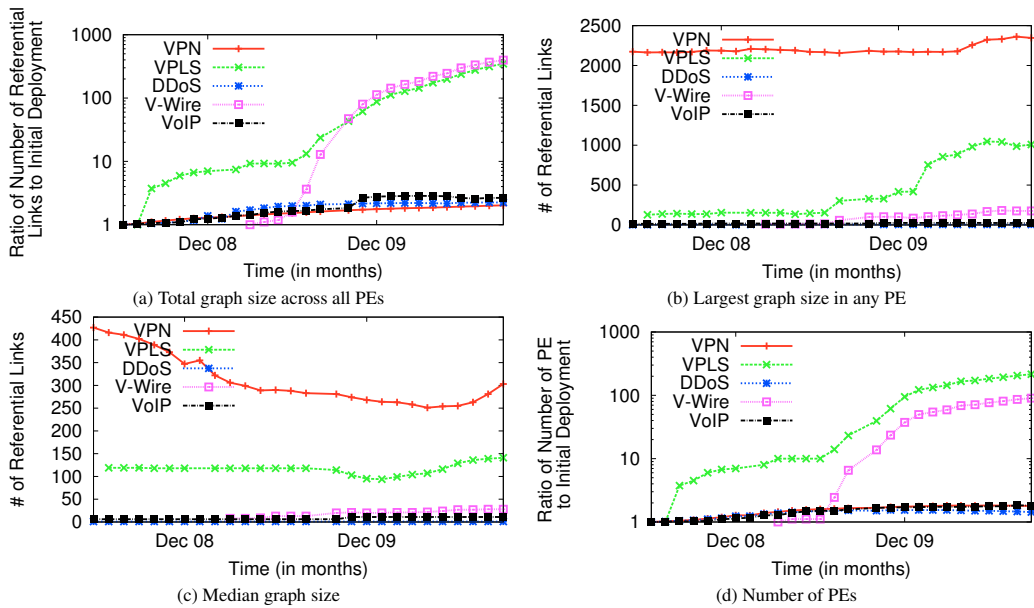 Ratio of Number of Referential
Links to Initial Deployment
1000
100
10
1
VPN
VPLS
DDoS
V-Wire
VoIP
Dec 08
Dec 09
Time (in months)
(a) Total graph size across all PEs
# of Referential Links
2500
2000
1500
1000
500
0
VPN
VPLS
DDoS
V-Wire
VoIP
Dec 08
Dec 09
Time (in months)
(b) Largest graph size in any PE
# of Referential Links
450
400
350
300
250
200
150
100
50
0
VPN
VPLS
DDoS
V-Wire
VoIP
Dec 08
Dec 09
Time (in months)
(c) Median graph size
Ratio of Number of PE
to Initial Deployment
1000
100
10
1
VPN
VPLS
DDoS
V-Wire
VoIP
Dec 08
Dec 09
Time (in months)
(d) Number of PEs